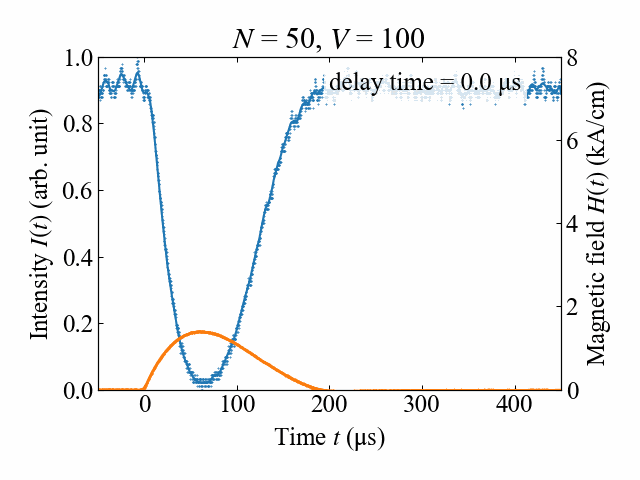 N = 50, V = 100
delay time = 0.0 μs
Intensity I(t) (arb. unit)
1.0
0.8
0.6
0.4
0.2
0.0
8
6
4
2
0
Magnetic field H(t) (kA/cm)
0 100 200 300 400
Time t (μs)